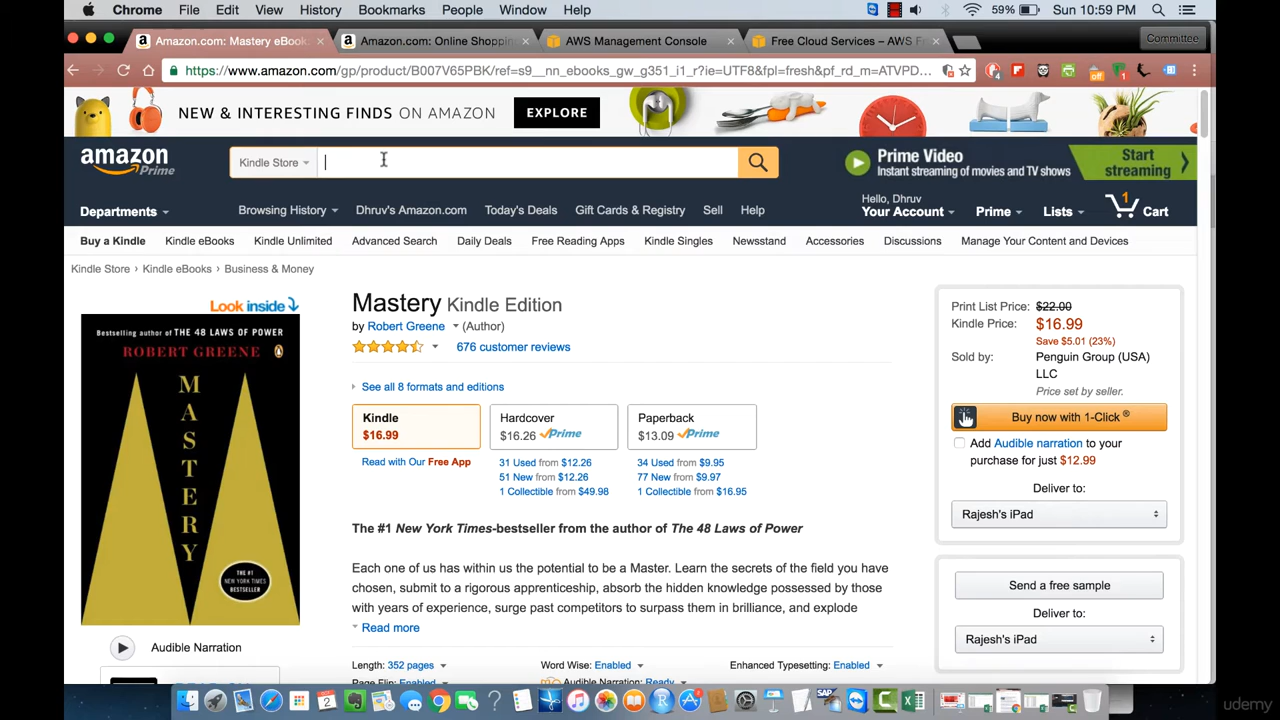 Chrome File Edit View History Bookmarks People Window Help 59% Sun 10:59 PM
Amazon.com: Mastery eBook Amazon.com: Online Shoppin AWS Management Console Free Cloud Services – AWS F Committee
https://www.amazon.com/gp/product/B007V65PBK/ref=s9__nn_ebooks_gw_g351_i1_r?ie=UTF8&fpl=fresh&pf_rd_m=ATVPD...
NEW & INTERESTING FINDS ON AMAZON EXPLORE
amazon Prime
Kindle Store
Prime Video
Instant streaming of movies and TV shows
Start streaming
Departments
Browsing History Dhruv's Amazon.com Today's Deals Gift Cards & Registry Sell Help
Hello, Dhruv
Your Account Prime Lists 1 Cart
Buy a Kindle Kindle eBooks Kindle Unlimited Advanced Search Daily Deals Free Reading Apps Kindle Singles Newsstand Accessories Discussions Manage Your Content and Devices
Kindle Store › Kindle eBooks › Business & Money
Look inside
Bestselling author of THE 48 LAWS OF POWER
ROBERT GREENE
MASTERY
THE #1
NEW YORK TIMES
BESTSELLER
Audible Narration
Mastery Kindle Edition
by Robert Greene (Author)
676 customer reviews
See all 8 formats and editions
Kindle
$16.99
Hardcover
$16.26 Prime
Paperback
$13.09 Prime
Read with Our Free App
31 Used from $12.26
51 New from $12.26
1 Collectible from $49.98
34 Used from $9.95
77 New from $9.97
1 Collectible from $16.95
The #1 New York Times-bestseller from the author of The 48 Laws of Power
Each one of us has within us the potential to be a Master. Learn the secrets of the field you have
chosen, submit to a rigorous apprenticeship, absorb the hidden knowledge possessed by those
with years of experience, surge past competitors to surpass them in brilliance, and explode
Read more
Length: 352 pages Word Wise: Enabled Enhanced Typesetting: Enabled
Page Flip: Enabled Audible Narration: Ready
Print List Price: $22.00
Kindle Price: $16.99
Save $5.01 (23%)
Sold by: Penguin Group (USA)
LLC
Price set by seller.
Buy now with 1-Click ®
Add Audible narration to your
purchase for just $12.99
Deliver to:
Rajesh's iPad
Send a free sample
Deliver to:
Rajesh's iPad
udemy